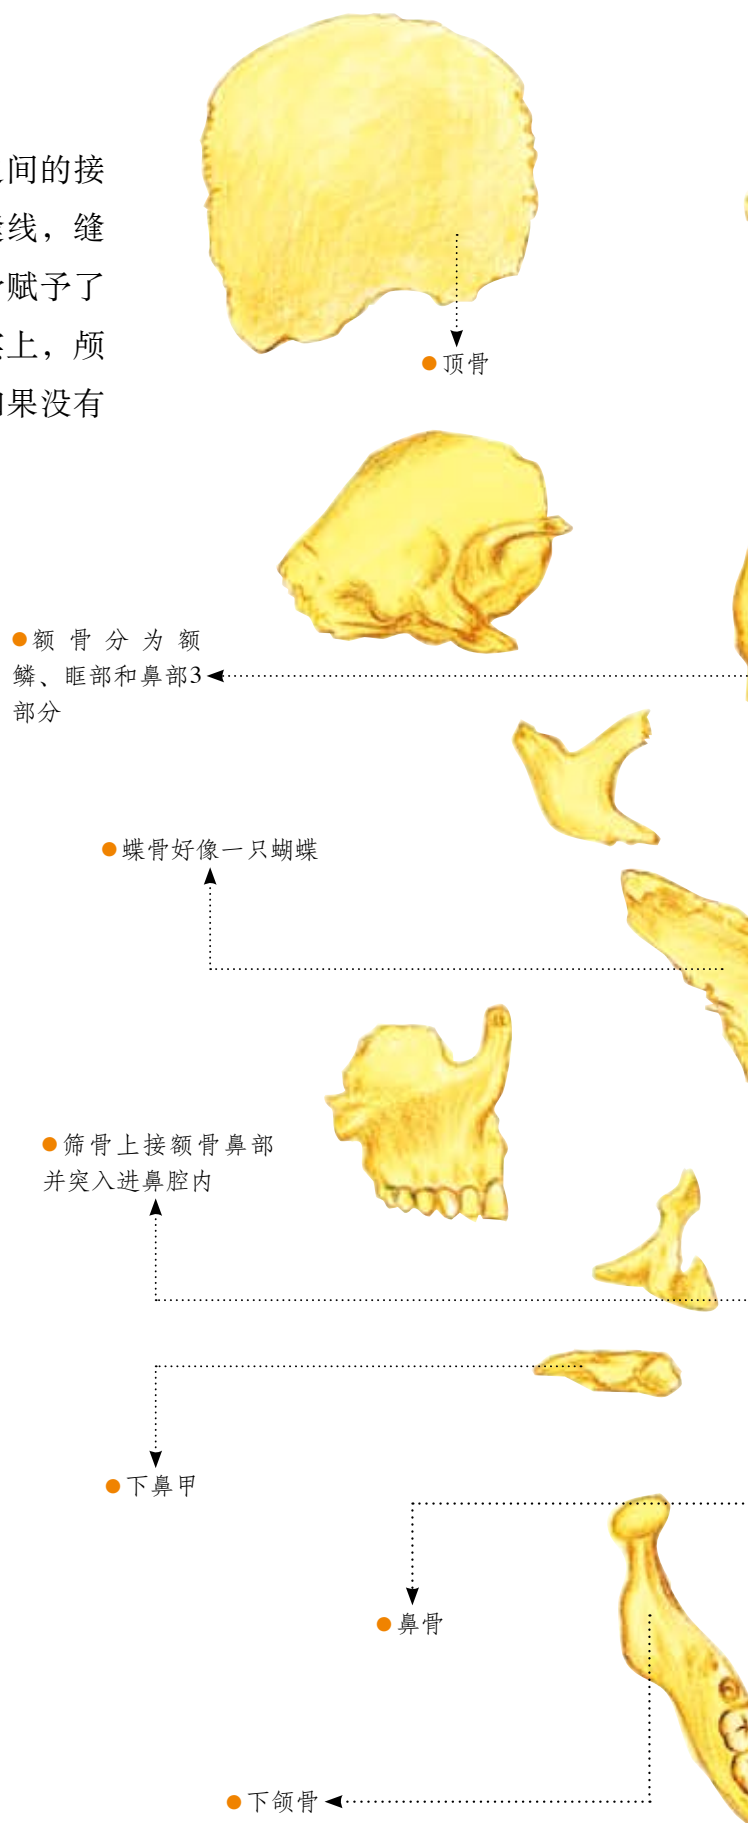 间的接
线，缝
赋予了
上，颅
果没有
顶骨
额骨分为额
鳞、眶部和鼻部3
部分
蝶骨好像一只蝴蝶
筛骨上接额骨鼻部
并突入进鼻腔内
下鼻甲
鼻骨
下颌骨